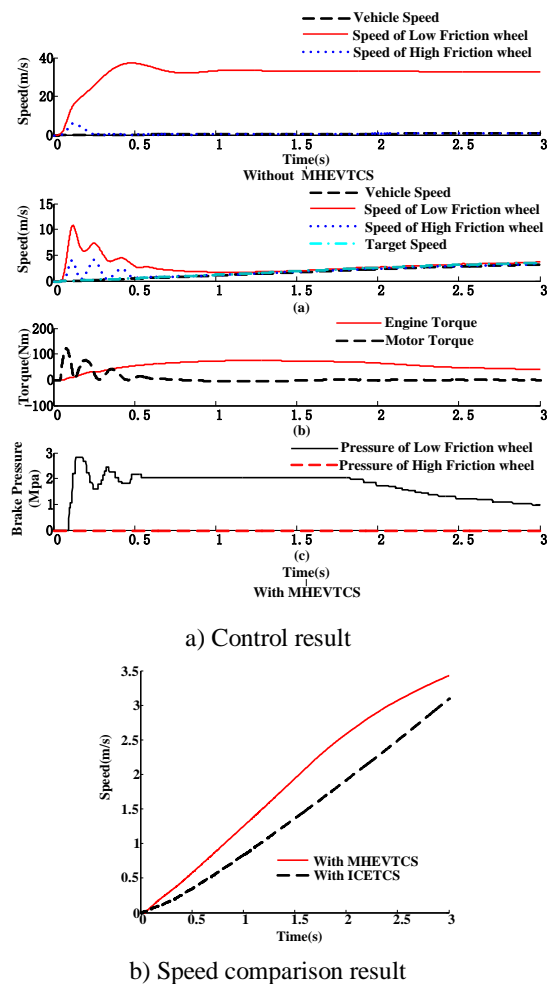 Vehicle Speed
Speed of Low Friction wheel
Speed of High Friction wheel
Speed(m/s)
40
20
0
0 0.5 1 1.5 2 2.5 3
Time(s)
Without MHEVTCS
Vehicle Speed
Speed of Low Friction wheel
Speed of High Friction wheel
Target Speed
Speed(m/s)
15
10
5
0
0 0.5 1 1.5 2 2.5 3
(a)
Engine Torque
Motor Torque
Torque(Nm)
200
100
0
-100
0 0.5 1 1.5 2 2.5 3
(b)
Pressure of Low Friction wheel
Pressure of High Friction wheel
Brake Pressure
(Mpa)
3
2
1
0
0 0.5 1 1.5 2 2.5 3
(c)
Time(s)
With MHEVTCS
a) Control result
Speed(m/s)
3.5
3
2.5
2
1.5
1
0.5
0
0.5 1 1.5 2 2.5 3
With MHEVTCS
With ICETCS
Time(s)
b) Speed comparison result